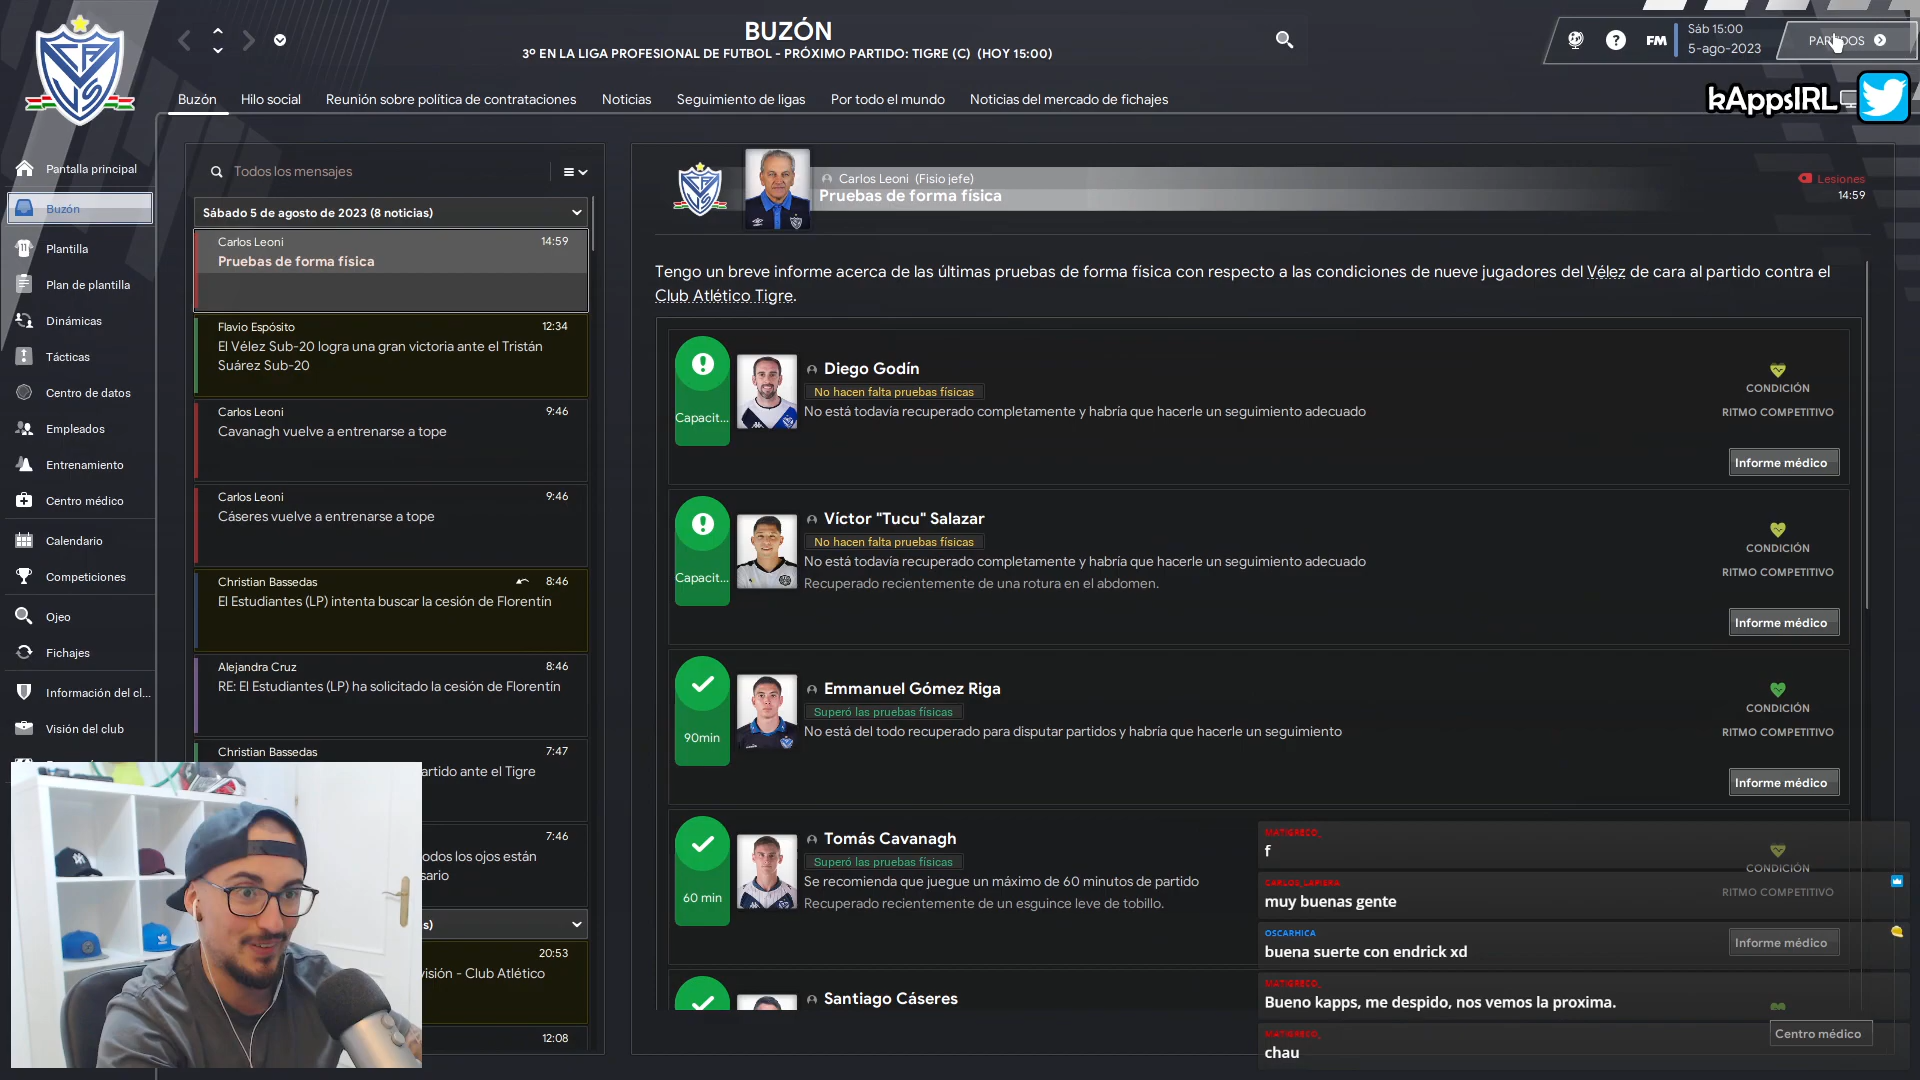 BUZÓN
3º EN LA LIGA PROFESIONAL DE FUTBOL - PRÓXIMO PARTIDO: TIGRE (C) (HOY 15:00)
FM
Sáb 15:00
5-ago-2023
kAppsIRL
Buzón
Hilo social
Reunión sobre política de contrataciones
Noticias
Seguimiento de ligas
Por todo el mundo
Noticias del mercado de fichajes
Pantalla principal
Buzón
Plantilla
Plan de plantilla
Dinámicas
Tácticas
Centro de datos
Empleados
Entrenamiento
Centro médico
Calendario
Competiciones
Ojeo
Fichajes
Información del cl...
Visión del club
Todos los mensajes
Sábado 5 de agosto de 2023 (8 noticias)
Carlos Leoni 14:59
Pruebas de forma física
Flavio Espósito 12:34
El Vélez Sub-20 logra una gran victoria ante el Tristán
Suárez Sub-20
Carlos Leoni 9:46
Cavanagh vuelve a entrenarse a tope
Carlos Leoni 9:46
Cáseres vuelve a entrenarse a tope
Christian Bassedas 8:46
El Estudiantes (LP) intenta buscar la cesión de Florentín
Alejandra Cruz 8:46
RE: El Estudiantes (LP) ha solicitado la cesión de Florentín
Christian Bassedas 7:47
artido ante el Tigre
7:46
odos los ojos están
sario
s)
20:53
visión - Club Atlético
12:08
Carlos Leoni (Fisio jefe)
Pruebas de forma física
Lesiones
14:59
Tengo un breve informe acerca de las últimas pruebas de forma física con respecto a las condiciones de nueve jugadores del Vélez de cara al partido contra el
Club Atlético Tigre.
Capacit...
Diego Godín
No hacen falta pruebas físicas
No está todavía recuperado completamente y habría que hacerle un seguimiento adecuado
CONDICIÓN
RITMO COMPETITIVO
Informe médico
Capacit...
Víctor "Tucu" Salazar
No hacen falta pruebas físicas
No está todavía recuperado completamente y habría que hacerle un seguimiento adecuado
Recuperado recientemente de una rotura en el abdomen.
CONDICIÓN
RITMO COMPETITIVO
Informe médico
90min
Emmanuel Gómez Riga
Superó las pruebas físicas
No está del todo recuperado para disputar partidos y habría que hacerle un seguimiento
CONDICIÓN
RITMO COMPETITIVO
Informe médico
60 min
Tomás Cavanagh
Superó las pruebas físicas
Se recomienda que juegue un máximo de 60 minutos de partido
Recuperado recientemente de un esguince leve de tobillo.
CONDICIÓN
RITMO COMPETITIVO
Informe médico
Santiago Cáseres
Centro médico
MATIGRECO_
f
CARLOS_LAPIERA
muy buenas gente
OSCARHICA
buena suerte con endrick xd
MATIGRECO_
Bueno kapps, me despido, nos vemos la proxima.
MATIGRECO_
chau